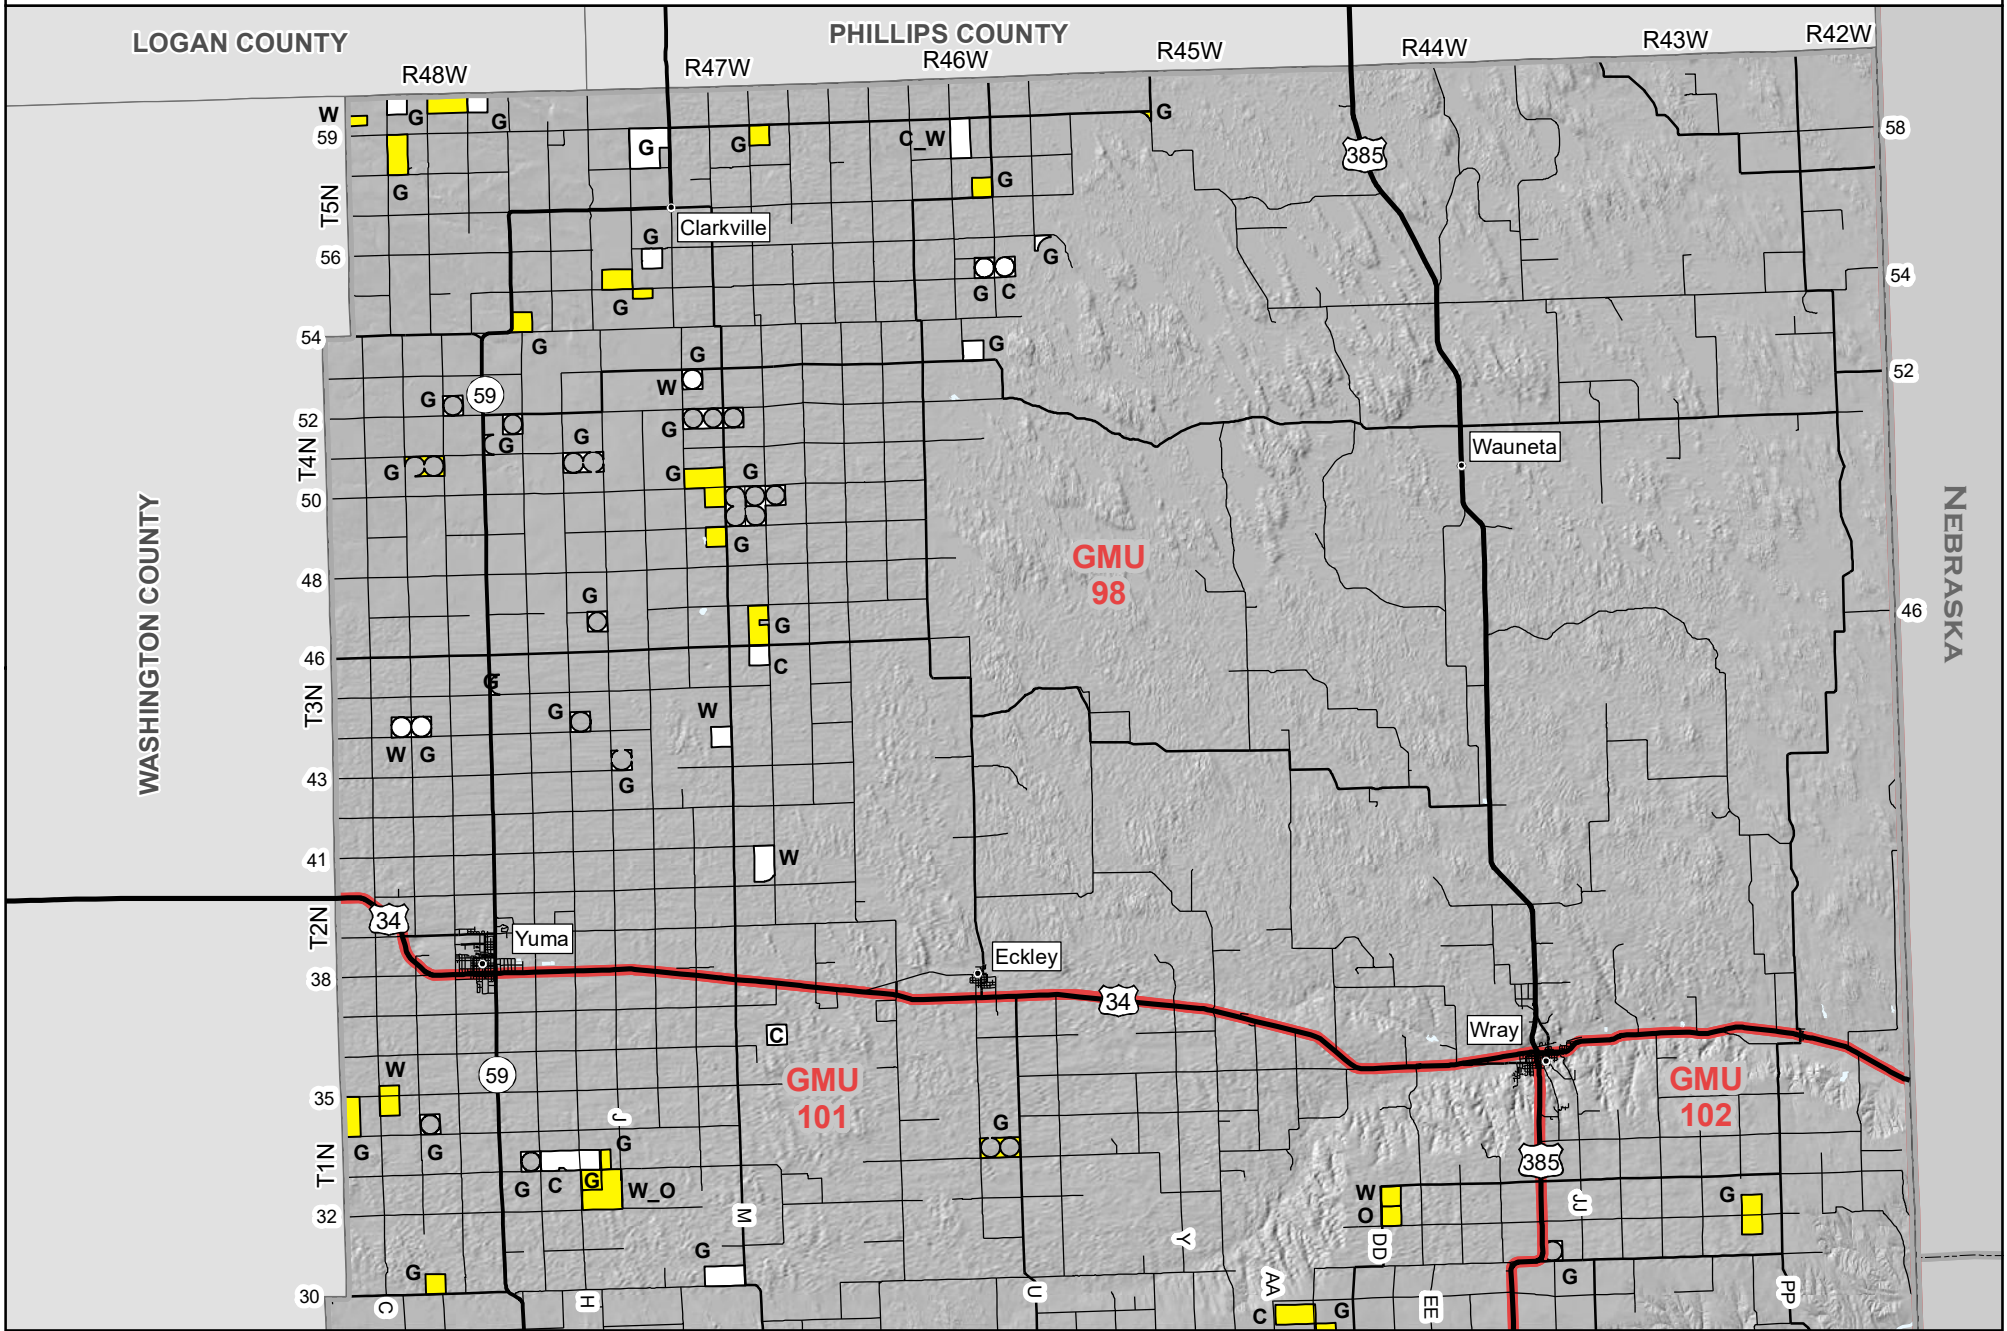 LOGAN COUNTY
PHILLIPS COUNTY
R48W
R47W
R46W
R45W
R44W
R43W
R42W
W
G
G
59
G
G
G
C_W
G
58
385
T5N
G
G
Clarkville
G
56
G
G
C
54
G
54
G
G
G
W
52
G
59
52
G
G
G
Wauneta
T4N
G
G
G
50
G
GMU
98
WASHINGTON COUNTY
NEBRASKA
48
G
G
46
46
C
G
T3N
G
W
W
G
43
G
41
W
34
T2N
Yuma
Eckley
38
34
C
Wray
W
59
GMU
101
GMU
102
35
J
G
G
G
G
T1N
385
G
C
G
W_O
W
O
G
JJ
32
M
Y
DD
G
G
G
AA
30
C
H
U
EE
PP
C
G